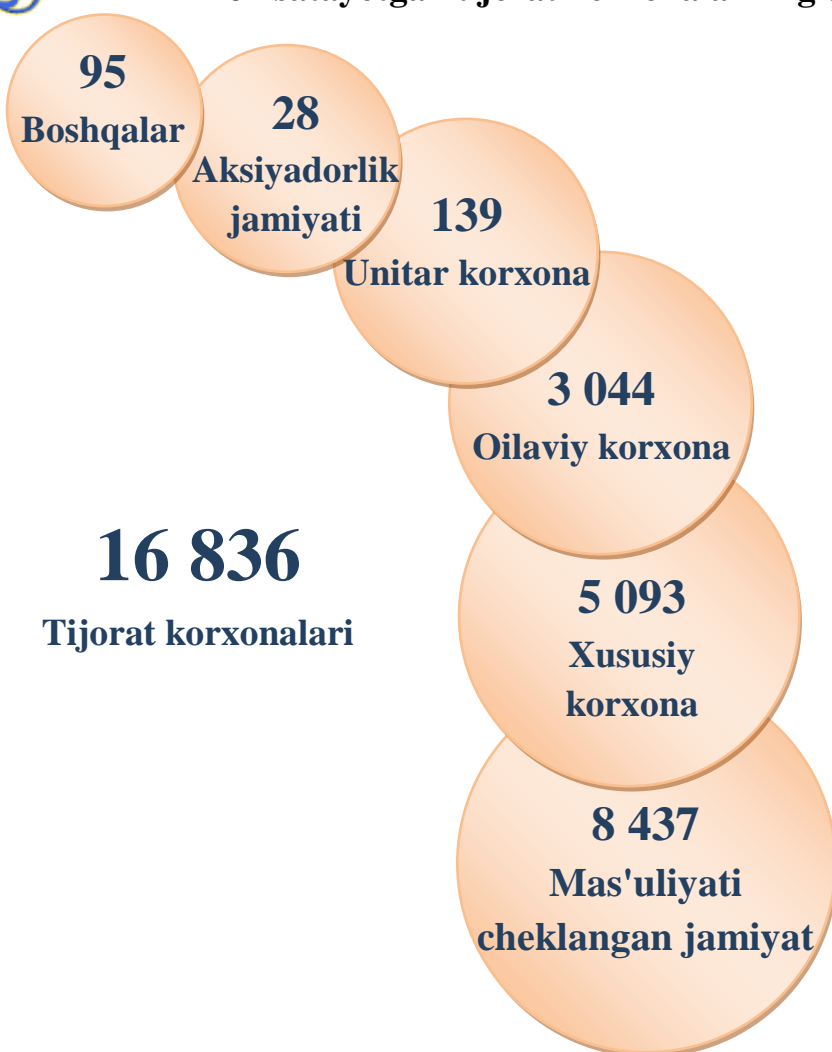 95
Boshqalar
28
Aksiyadorlik
jamiyati
139
Unitar korxona
3 044
Oilaviy korxona
16 836
Tijorat korxonalari
5 093
Xususiy
korxona
8 437
Mas'uliyati
cheklangan jamiyat